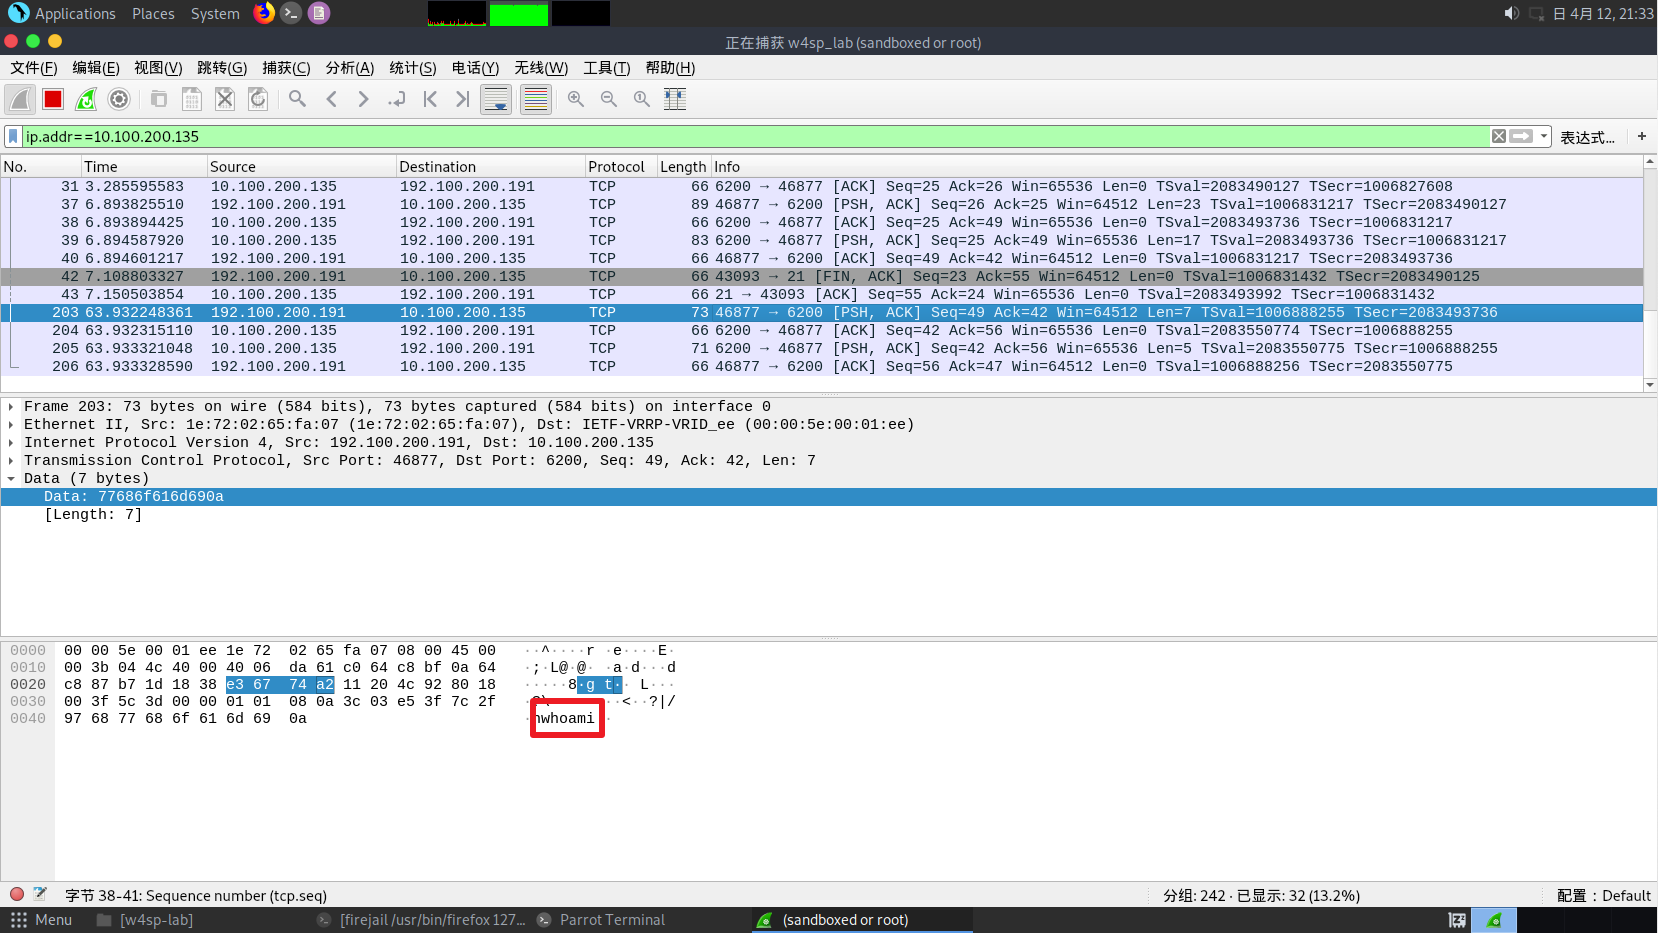 Applications Places System 日 4月 12, 21:33
正在捕获 w4sp_lab (sandboxed or root)
文件(F) 编辑(E) 视图(V) 跳转(G) 捕获(C) 分析(A) 统计(S) 电话(Y) 无线(W) 工具(T) 帮助(H)
ip.addr==10.100.200.135 表达式… +
No. Time Source Destination Protocol Length Info
31 3.285595583 10.100.200.135 192.100.200.191 TCP 66 6200 → 46877 [ACK] Seq=25 Ack=26 Win=65536 Len=0 TSval=2083490127 TSecr=1006827608
37 6.893825510 192.100.200.191 10.100.200.135 TCP 89 46877 → 6200 [PSH, ACK] Seq=26 Ack=25 Win=64512 Len=23 TSval=1006831217 TSecr=2083490127
38 6.893894425 10.100.200.135 192.100.200.191 TCP 66 6200 → 46877 [ACK] Seq=25 Ack=49 Win=65536 Len=0 TSval=2083493736 TSecr=1006831217
39 6.894587920 10.100.200.135 192.100.200.191 TCP 83 6200 → 46877 [PSH, ACK] Seq=25 Ack=49 Win=65536 Len=17 TSval=2083493736 TSecr=1006831217
40 6.894601217 192.100.200.191 10.100.200.135 TCP 66 46877 → 6200 [ACK] Seq=49 Ack=42 Win=64512 Len=0 TSval=1006831217 TSecr=2083493736
42 7.108803327 192.100.200.191 10.100.200.135 TCP 66 43093 → 21 [FIN, ACK] Seq=23 Ack=55 Win=64512 Len=0 TSval=1006831432 TSecr=2083490125
43 7.150503854 10.100.200.135 192.100.200.191 TCP 66 21 → 43093 [ACK] Seq=55 Ack=24 Win=65536 Len=0 TSval=2083493992 TSecr=1006831432
203 63.932248361 192.100.200.191 10.100.200.135 TCP 73 46877 → 6200 [PSH, ACK] Seq=49 Ack=42 Win=64512 Len=7 TSval=1006888255 TSecr=2083493736
204 63.932315110 10.100.200.135 192.100.200.191 TCP 66 6200 → 46877 [ACK] Seq=42 Ack=56 Win=65536 Len=0 TSval=2083550774 TSecr=1006888255
205 63.933321048 10.100.200.135 192.100.200.191 TCP 71 6200 → 46877 [PSH, ACK] Seq=42 Ack=56 Win=65536 Len=5 TSval=2083550775 TSecr=1006888255
206 63.933328590 192.100.200.191 10.100.200.135 TCP 66 46877 → 6200 [ACK] Seq=56 Ack=47 Win=64512 Len=0 TSval=1006888256 TSecr=2083550775
Frame 203: 73 bytes on wire (584 bits), 73 bytes captured (584 bits) on interface 0
Ethernet II, Src: 1e:72:02:65:fa:07 (1e:72:02:65:fa:07), Dst: IETF-VRRP-VRID_ee (00:00:5e:00:01:ee)
Internet Protocol Version 4, Src: 192.100.200.191, Dst: 10.100.200.135
Transmission Control Protocol, Src Port: 46877, Dst Port: 6200, Seq: 49, Ack: 42, Len: 7
Data (7 bytes)
Data: 77686f616d690a
[Length: 7]
0000 00 00 5e 00 01 ee 1e 72 02 65 fa 07 08 00 45 00 ··^····r ·e····E·
0010 00 3b 04 4c 40 00 40 06 da 61 c0 64 c8 bf 0a 64 ·;·L@·@· ·a·d···d
0020 c8 87 b7 1d 18 38 e3 67 74 a2 11 20 4c 92 80 18 ·····8·g t·· L···
0030 00 3f 5c 3d 00 00 01 01 08 0a 3c 03 e5 3f 7c 2f ··<··?|/
0040 97 68 77 68 6f 61 6d 69 0a ·hwhoami ·
字节 38-41: Sequence number (tcp.seq) 分组: 242 · 已显示: 32 (13.2%) 配置：Default
Menu [w4sp-lab] [firejail /usr/bin/firefox 127... Parrot Terminal (sandboxed or root)